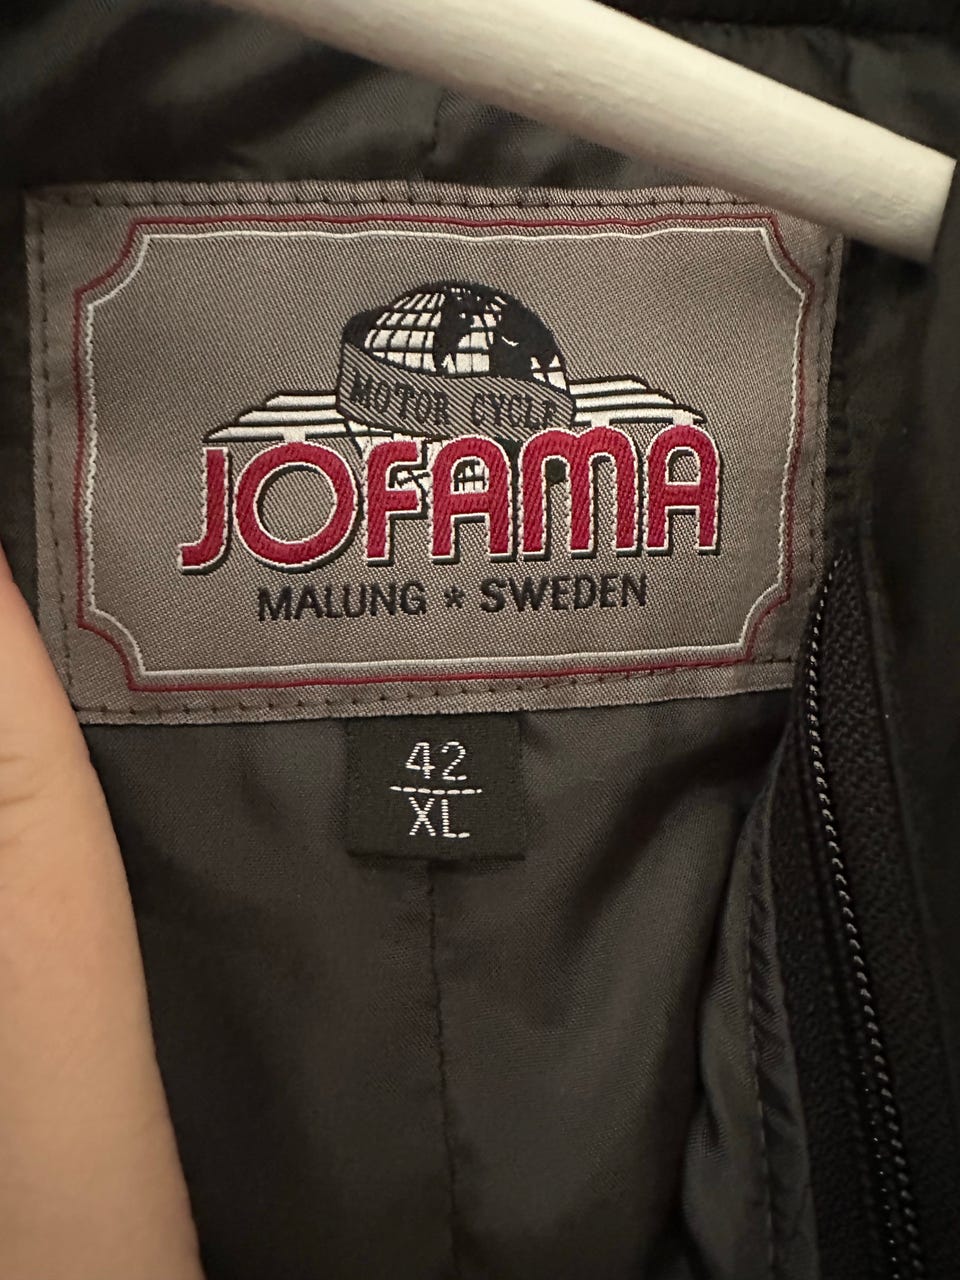 MOTOR CYCLE
JOFAMA
MALUNG * SWEDEN
42
XL